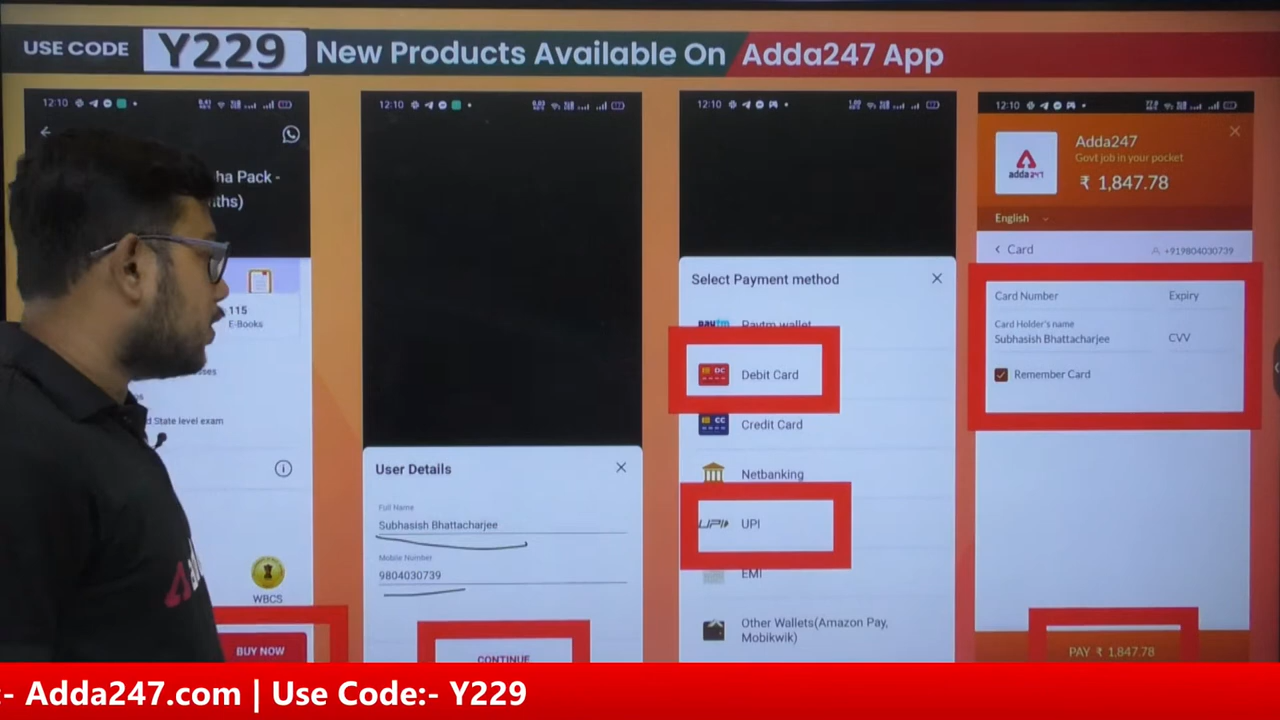 USE CODE Y229 New Products Available On Adda247 App
12:10
ha Pack -
115
E-Books
d State level exam
WBCS
BUY NOW
12:10
User Details
Full Name
Subhasish Bhattacharjee
Mobile Number
9804030739
CONTINUE
12:10
Select Payment method
Paytm wallet
DC Debit Card
CC Credit Card
Netbanking
UPI UPI
EMI
Other Wallets(Amazon Pay,
Mobikwik)
12:10
adda247
Adda247
Govt job in your pocket
₹ 1,847.78
English
Card
+919804030739
Card Number Expiry
Card Holder's name
Subhasish Bhattacharjee CVV
Remember Card
PAY ₹ 1,847.78
:- Adda247.com | Use Code:- Y229